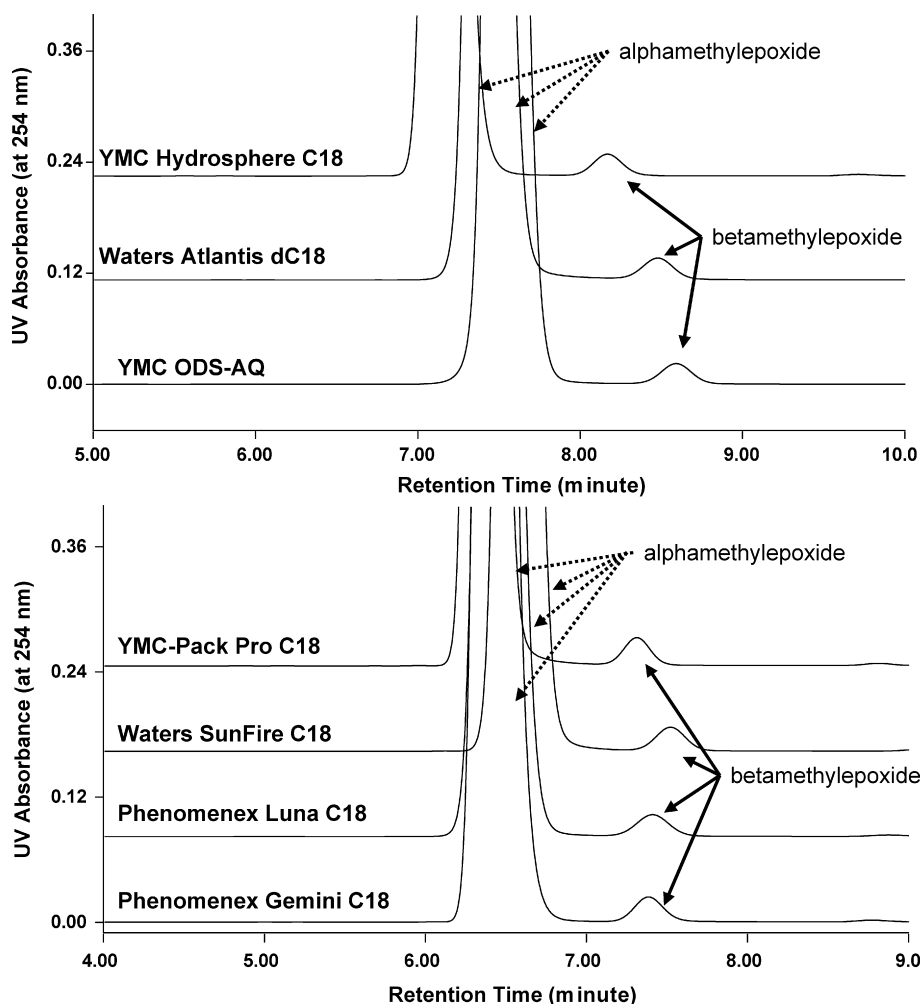 0.36
alphamethylepoxide
0.24
YMC Hydrosphere C18
betamethylepoxide
Waters Atlantis dC18
0.12
YMC ODS-AQ
0.00
UV Absorbance (at 254 nm)
5.00 6.00 7.00 8.00 9.00 10.0
Retention Time (minute)
0.36
alphamethylepoxide
YMC-Pack Pro C18
0.24
Waters SunFire C18
betamethylepoxide
0.12
Phenomenex Luna C18
Phenomenex Gemini C18
0.00
UV Absorbance (at 254 nm)
4.00 5.00 6.00 7.00 8.00 9.0
Retention Time (minute)